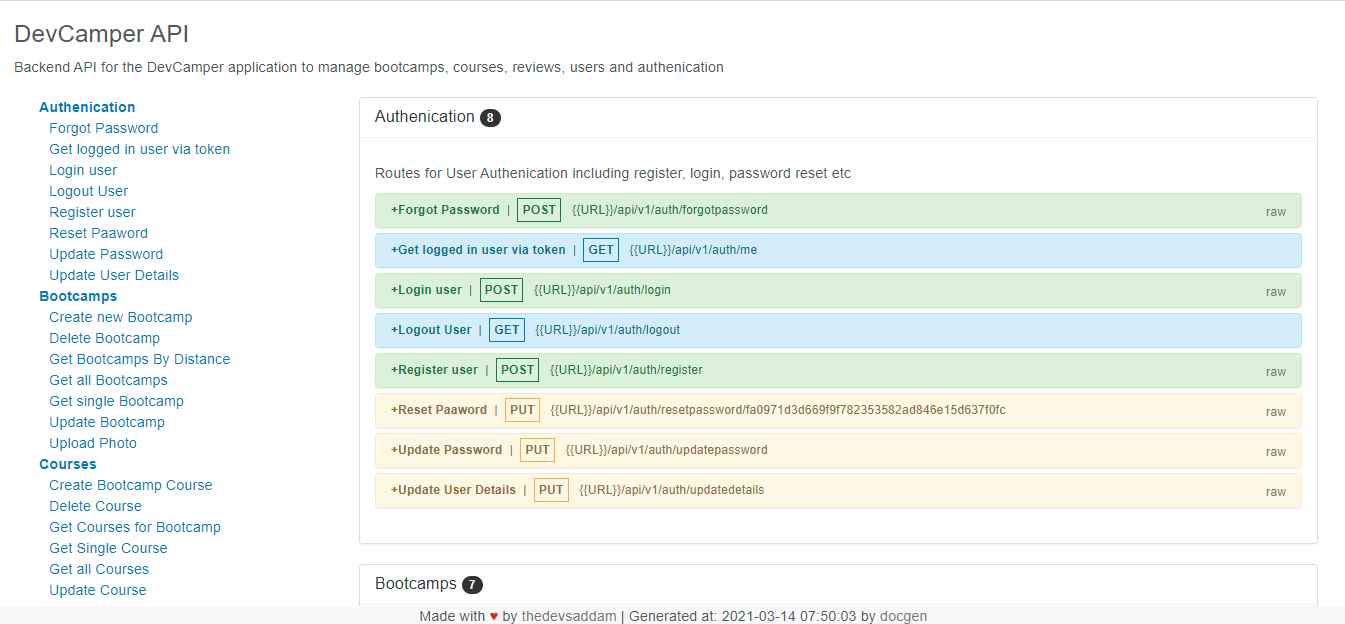 DevCamper API
Backend API for the DevCamper application to manage bootcamps, courses, reviews, users and authenication
Authenication
Forgot Password
Get logged in user via token
Login user
Logout User
Register user
Reset Paaword
Update Password
Update User Details
Bootcamps
Create new Bootcamp
Delete Bootcamp
Get Bootcamps By Distance
Get all Bootcamps
Get single Bootcamp
Update Bootcamp
Upload Photo
Courses
Create Bootcamp Course
Delete Course
Get Courses for Bootcamp
Get Single Course
Get all Courses
Update Course
Authenication 8
Routes for User Authenication including register, login, password reset etc
+Forgot Password | POST {{URL}}/api/v1/auth/forgotpassword raw
+Get logged in user via token | GET {{URL}}/api/v1/auth/me
+Login user | POST {{URL}}/api/v1/auth/login raw
+Logout User | GET {{URL}}/api/v1/auth/logout
+Register user | POST {{URL}}/api/v1/auth/register raw
+Reset Paaword | PUT {{URL}}/api/v1/auth/resetpassword/fa0971d3d669f9f782353582ad846e15d637f0fc raw
+Update Password | PUT {{URL}}/api/v1/auth/updatepassword raw
+Update User Details | PUT {{URL}}/api/v1/auth/updatedetails raw
Bootcamps 7
Made with ♥ by thedevsaddam | Generated at: 2021-03-14 07:50:03 by docgen